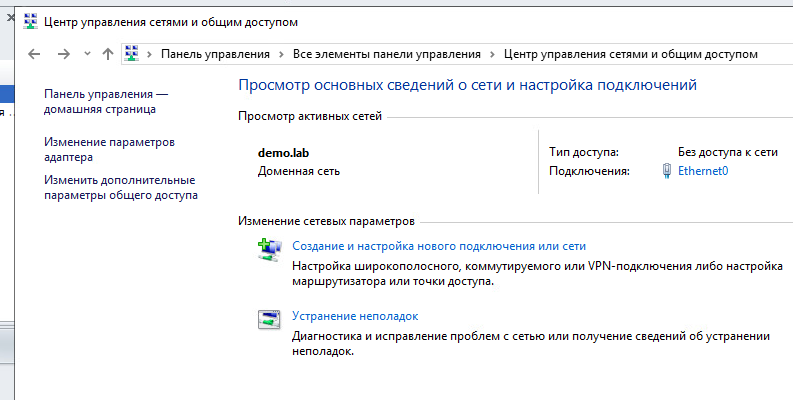 Центр управления сетями и общим доступом
Панель управления
Все элементы панели управления
Центр управления сетями и общим доступом
Панель управления —
домашняя страница
Изменение параметров
адаптера
Изменить дополнительные
параметры общего доступа
Просмотр основных сведений о сети и настройка подключений
Просмотр активных сетей
demo.lab
Доменная сеть
Тип доступа: Без доступа к сети
Подключения: Ethernet0
Изменение сетевых параметров
Создание и настройка нового подключения или сети
Настройка широкополосного, коммутируемого или VPN-подключения либо настройка
маршрутизатора или точки доступа.
Устранение неполадок
Диагностика и исправление проблем с сетью или получение сведений об устранении
неполадок.